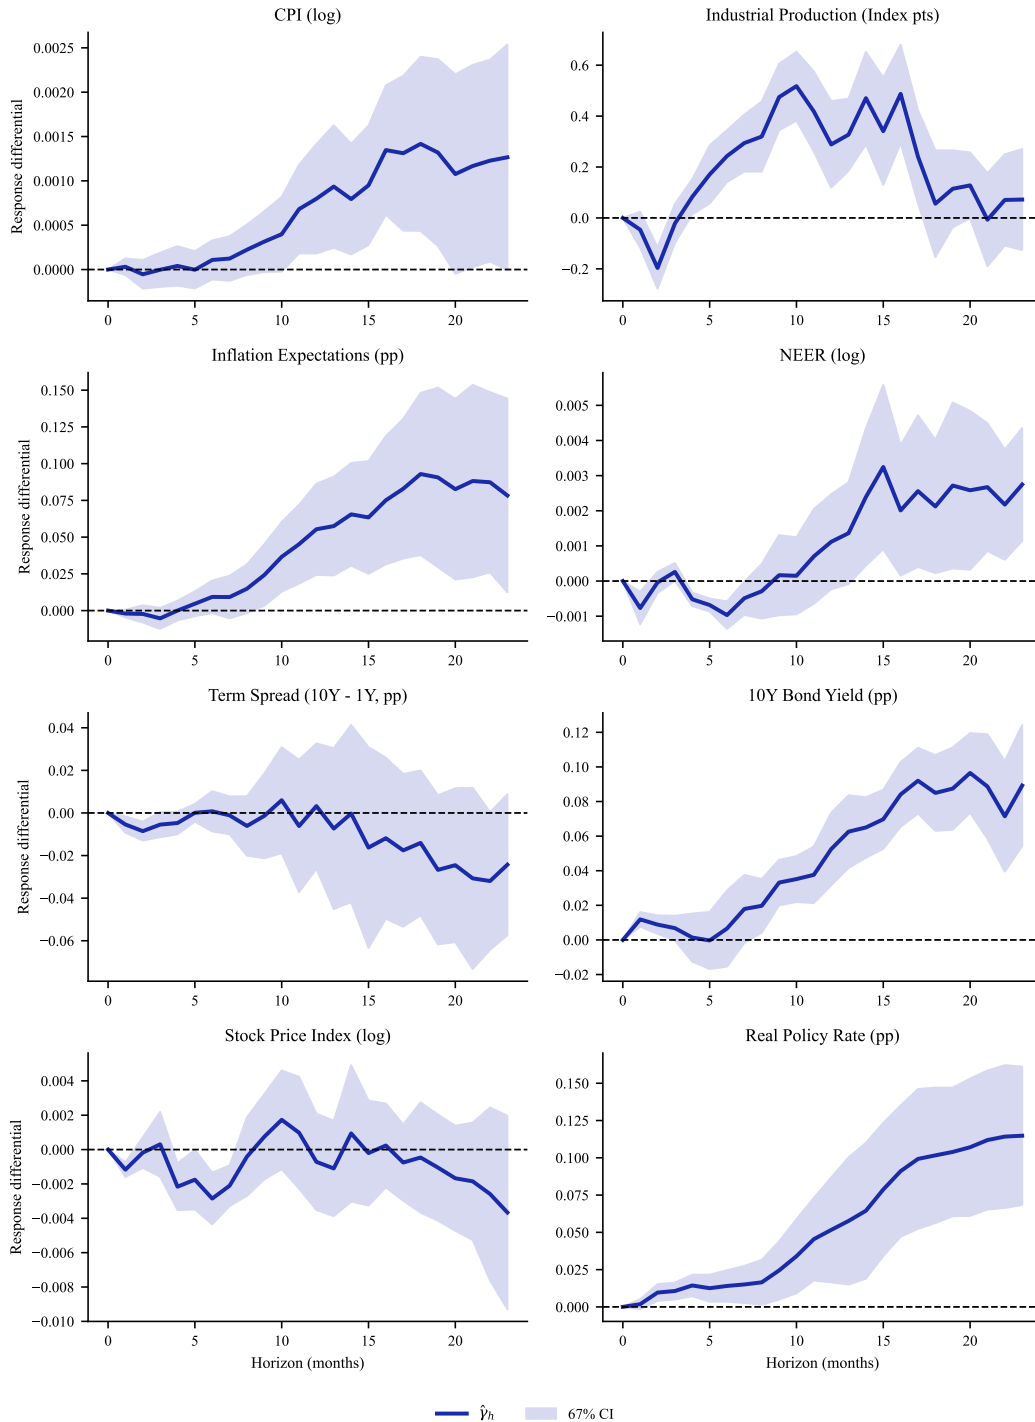 CPI (log)
Response differential
0.0025
0.0020
0.0015
0.0010
0.0005
0.0000
0 5 10 15 20
Industrial Production (Index pts)
0.6
0.4
0.2
0.0
−0.2
0 5 10 15 20
Inflation Expectations (pp)
Response differential
0.150
0.125
0.100
0.075
0.050
0.025
0.000
0 5 10 15 20
NEER (log)
0.005
0.004
0.003
0.002
0.001
0.000
−0.001
0 5 10 15 20
Term Spread (10Y - 1Y, pp)
Response differential
0.04
0.02
0.00
−0.02
−0.04
−0.06
0 5 10 15 20
10Y Bond Yield (pp)
0.12
0.10
0.08
0.06
0.04
0.02
0.00
−0.02
0 5 10 15 20
Stock Price Index (log)
Response differential
0.004
0.002
0.000
−0.002
−0.004
−0.006
−0.008
−0.010
0 5 10 15 20
Horizon (months)
Real Policy Rate (pp)
0.150
0.125
0.100
0.075
0.050
0.025
0.000
0 5 10 15 20
Horizon (months)
γ̂ₕ 67% CI